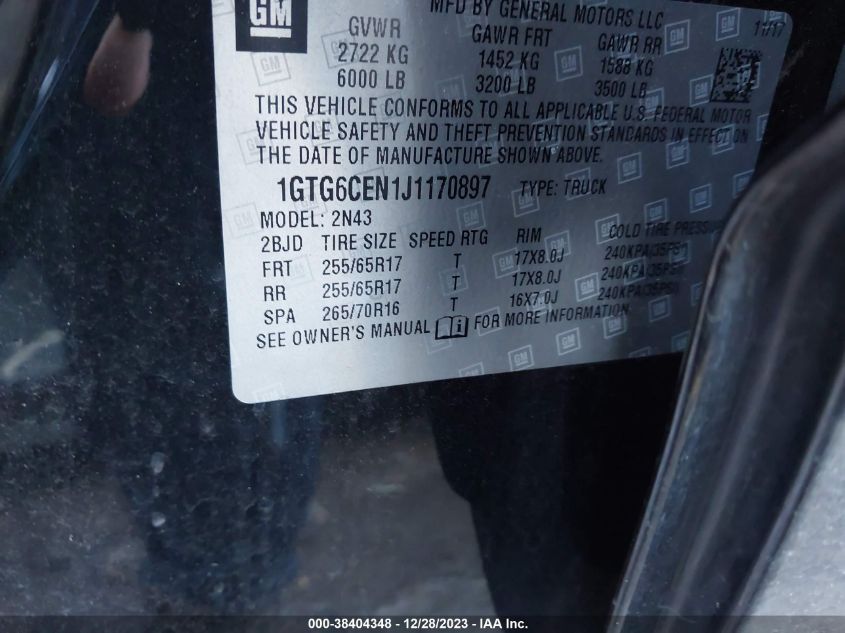 GM
MFD BY GENERAL MOTORS LLC
11/17
GVWR GAWR FRT GAWR RR
2722 KG 1452 KG 1588 KG
6000 LB 3200 LB 3500 LB
THIS VEHICLE CONFORMS TO ALL APPLICABLE U.S. FEDERAL MOTOR
VEHICLE SAFETY AND THEFT PREVENTION STANDARDS IN EFFECT ON
THE DATE OF MANUFACTURE SHOWN ABOVE.
1GTG6CEN1J1170897 TYPE: TRUCK
MODEL: 2N43
2BJD TIRE SIZE SPEED RTG RIM COLD TIRE PRESSURE
FRT 255/65R17 T 17X8.0J 240KPA(35PSI)
RR 255/65R17 T 17X8.0J 240KPA(35PSI)
SPA 265/70R16 T 16X7.0J 240KPA(35PSI)
SEE OWNER'S MANUAL FOR MORE INFORMATION
000-38404348 - 12/28/2023 - IAA Inc.